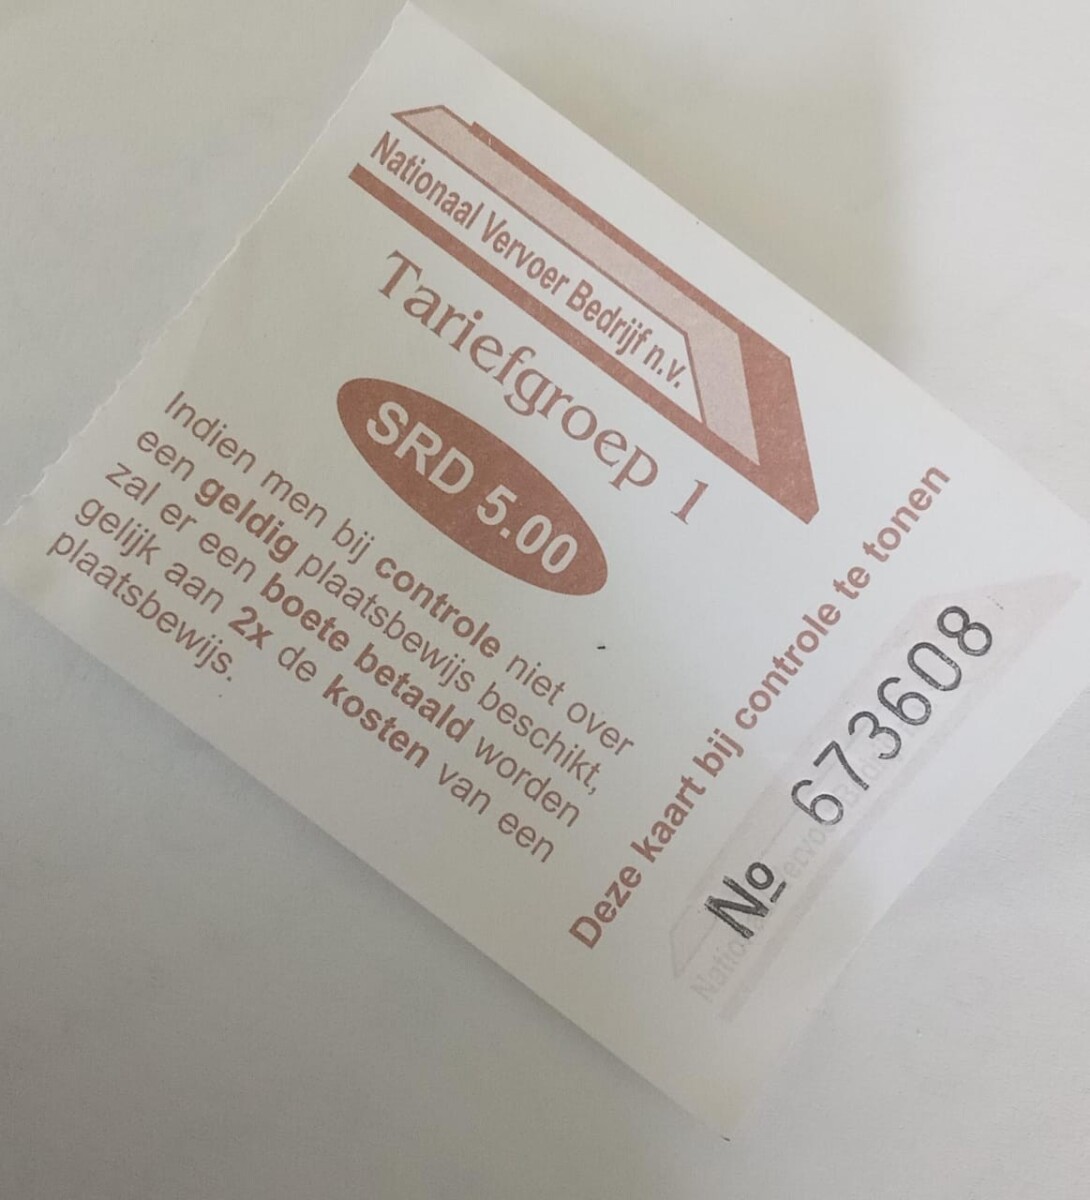 Nationaal Vervoer Bedrijf n.v.
Tariefgroep 1
SRD 5.00
Indien men bij controle niet over
een geldig plaatsbewijs beschikt,
zal er een boete betaald worden
gelijk aan 2x de kosten van een
plaatsbewijs.
Deze kaart bij controle te tonen
No 673608